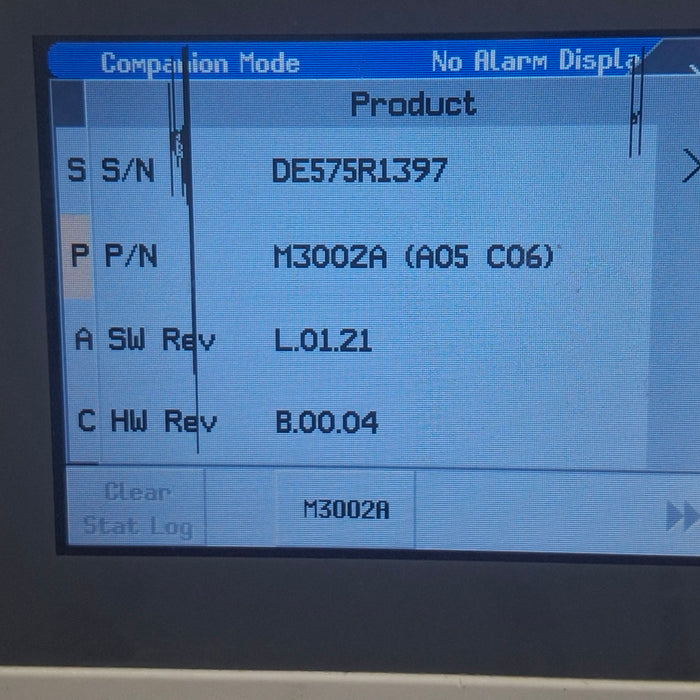 Companion Mode No Alarm Displa
Product
S S/N DE575R1397
P P/N M3002A (A05 C06)
A SW Rev L.01.21
C HW Rev B.00.04
Clear M3002A
Stat Log